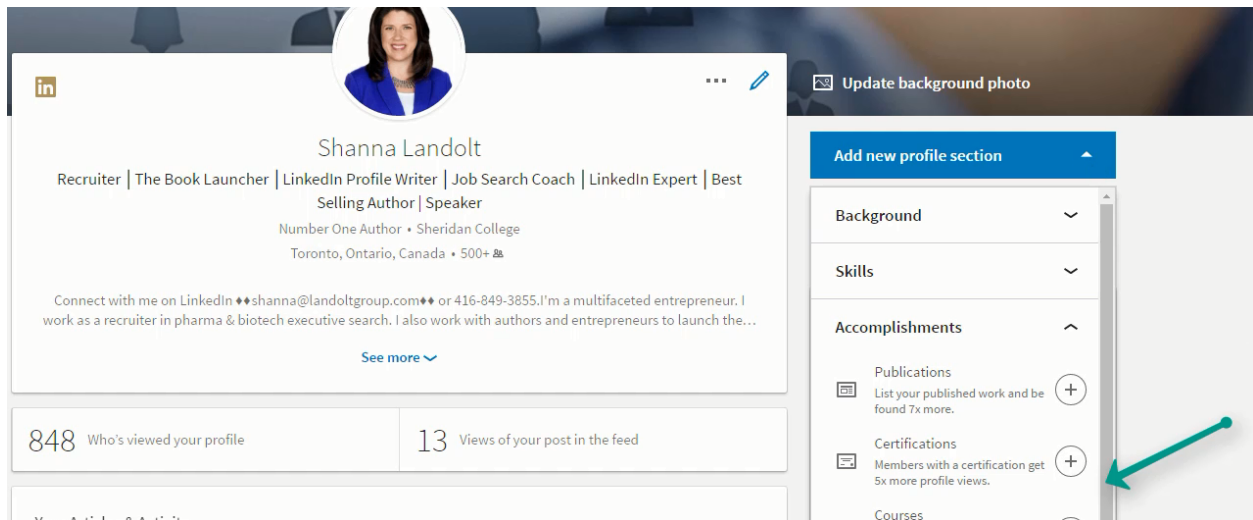 in
Update background photo
Shanna Landolt
Recruiter | The Book Launcher | LinkedIn Profile Writer | Job Search Coach | LinkedIn Expert | Best
Selling Author | Speaker
Number One Author • Sheridan College
Toronto, Ontario, Canada • 500+
Connect with me on LinkedIn ♦♦shanna@landoltgroup.com♦♦ or 416-849-3855.I'm a multifaceted entrepreneur. I
work as a recruiter in pharma & biotech executive search. I also work with authors and entrepreneurs to launch the…
See more
848 Who's viewed your profile
13 Views of your post in the feed
Add new profile section
Background
Skills
Accomplishments
Publications
List your published work and be
found 7x more.
Certifications
Members with a certification get
5x more profile views.
Courses